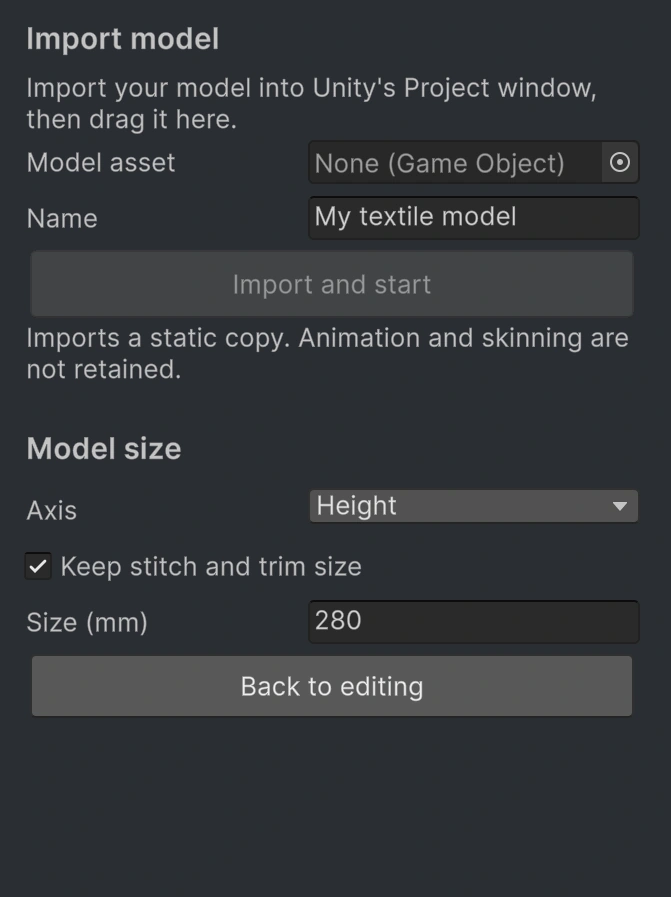 Import model
Import your model into Unity's Project window,
then drag it here.
Model asset None (Game Object)
Name My textile model
Import and start
Imports a static copy. Animation and skinning are
not retained.
Model size
Axis Height
Keep stitch and trim size
Size (mm) 280
Back to editing